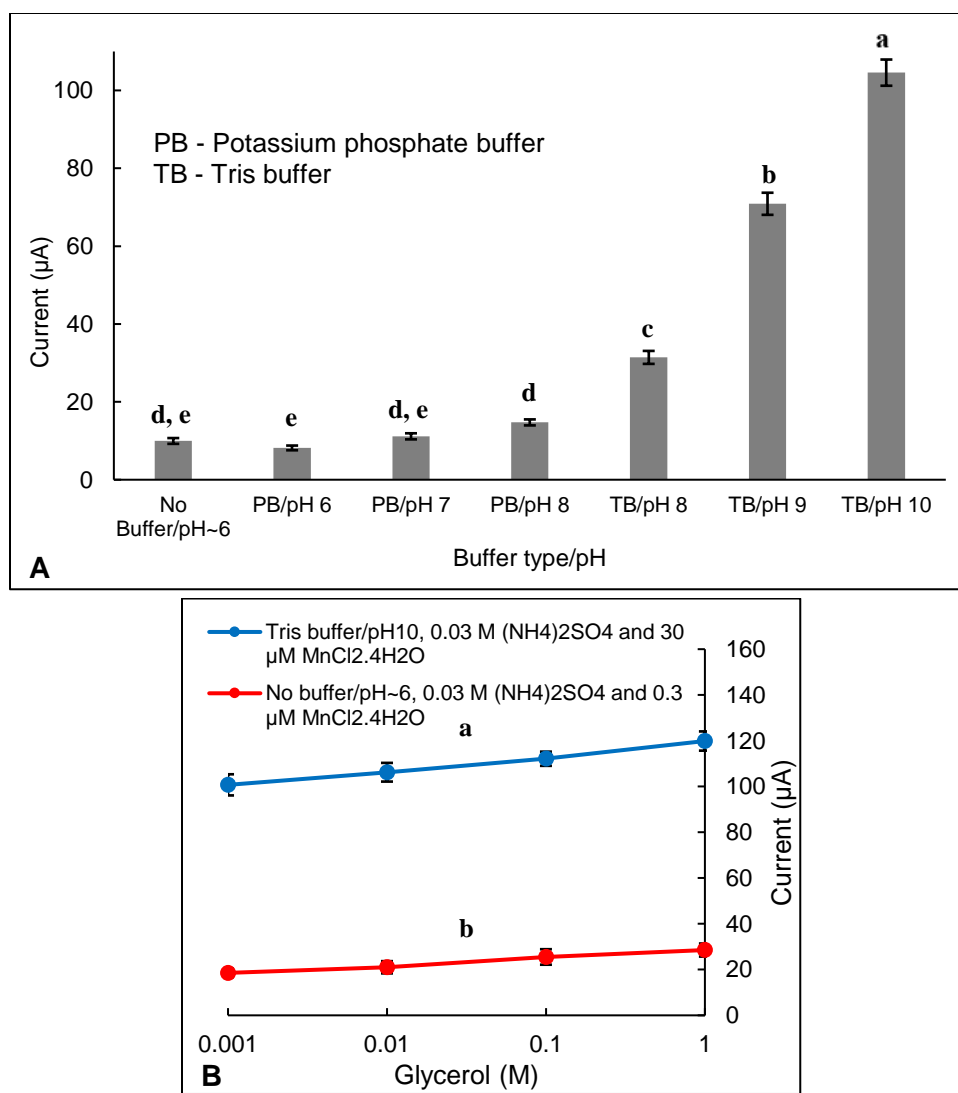 a
100
PB - Potassium phosphate buffer
TB - Tris buffer
b
80
60
Current (µA)
c
40
d
d, e
e
d, e
20
0
No
Buffer/pH~6
PB/pH 6
PB/pH 7
PB/pH 8
TB/pH 8
TB/pH 9
TB/pH 10
Buffer type/pH
A
Tris buffer/pH10, 0.03 M (NH4)2SO4 and 30
µM MnCl2.4H2O
No buffer/pH~6, 0.03 M (NH4)2SO4 and 0.3
µM MnCl2.4H2O
a
b
160
140
120
100
80
60
40
20
0
Current (µA)
0.001
0.01
0.1
1
Glycerol (M)
B